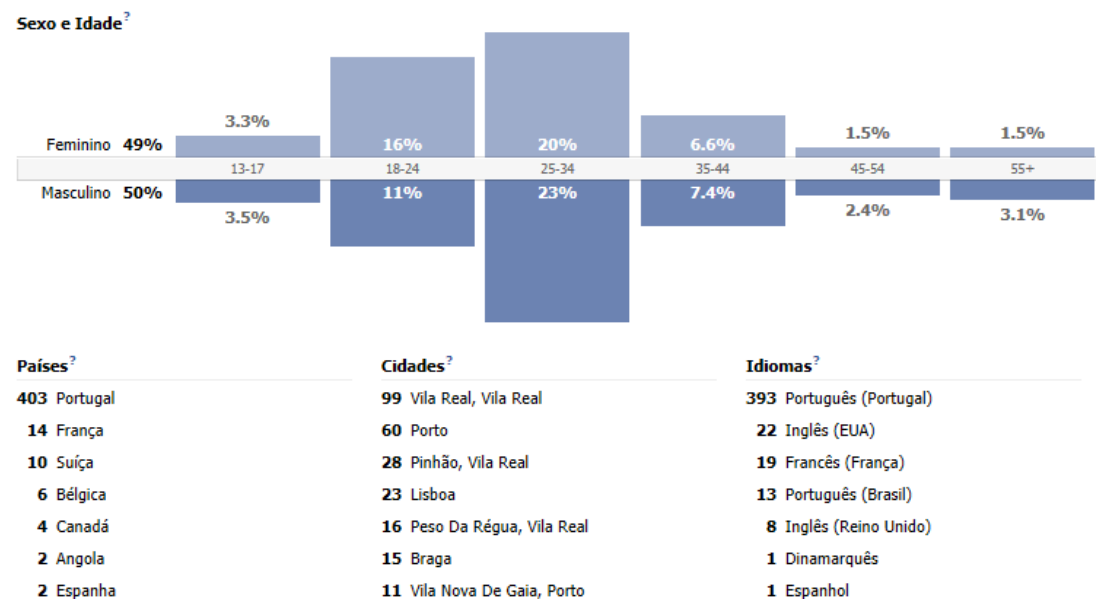 Sexo e Idade?
3.3%
Feminino 49% 16% 20% 6.6% 1.5% 1.5%
13-17 18-24 25-34 35-44 45-54 55+
Masculino 50% 11% 23% 7.4% 2.4% 3.1%
3.5%
Países?
403 Portugal
14 França
10 Suíça
6 Bélgica
4 Canadá
2 Angola
2 Espanha
Cidades?
99 Vila Real, Vila Real
60 Porto
28 Pinhão, Vila Real
23 Lisboa
16 Peso Da Régua, Vila Real
15 Braga
11 Vila Nova De Gaia, Porto
Idiomas?
393 Português (Portugal)
22 Inglês (EUA)
19 Francês (França)
13 Português (Brasil)
8 Inglês (Reino Unido)
1 Dinamarquês
1 Espanhol